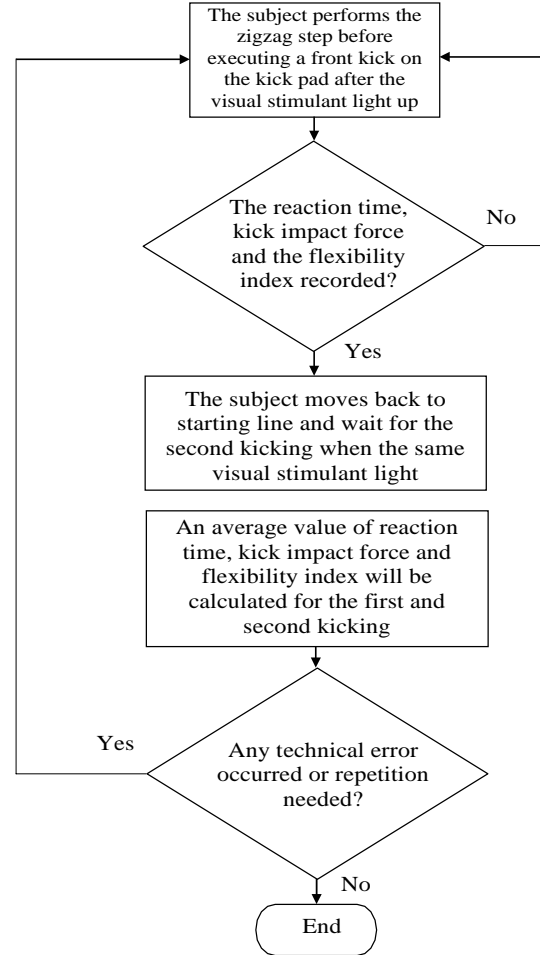 The subject performs the
zigzag step before
executing a front kick on
the kick pad after the
visual stimulant light up
The reaction time,
kick impact force
and the flexibility
index recorded?
No
Yes
The subject moves back to
starting line and wait for the
second kicking when the same
visual stimulant light
An average value of reaction
time, kick impact force and
flexibility index will be
calculated for the first and
second kicking
Yes
Any technical error
occurred or repetition
needed?
No
End